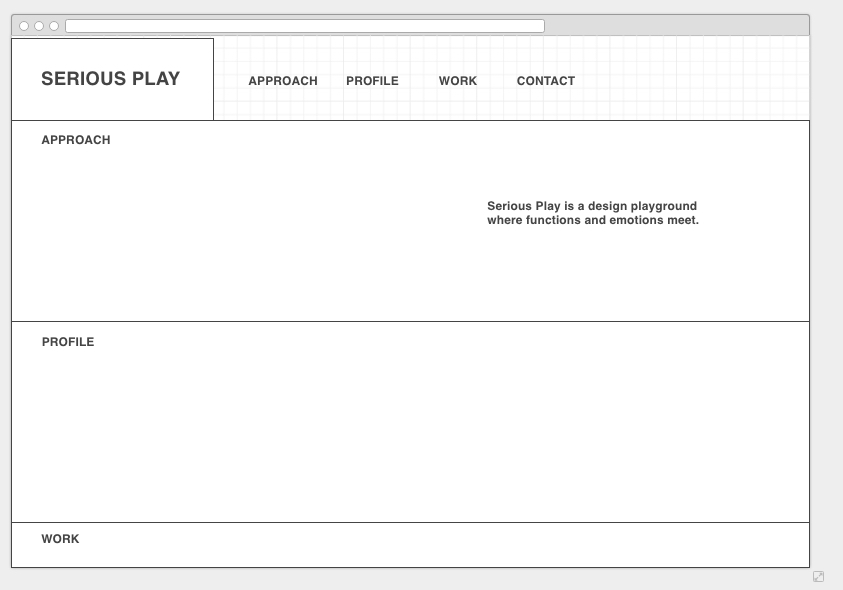 SERIOUS PLAY
APPROACH PROFILE WORK CONTACT
APPROACH
Serious Play is a design playground
where functions and emotions meet.
PROFILE
WORK